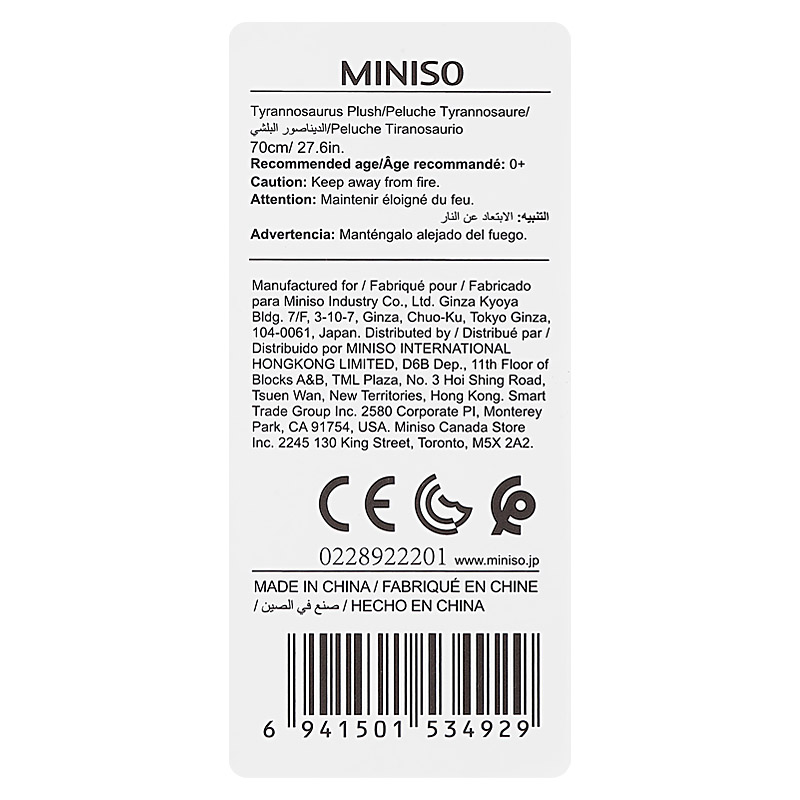 MINISO
Tyrannosaurus Plush/Peluche Tyrannosaure/
الديناصور البلشي/Peluche Tiranosaurio
70cm/ 27.6in.
Recommended age/Âge recommandé: 0+
Caution: Keep away from fire.
Attention: Maintenir éloigné du feu.
التنبيه: الابتعاد عن النار
Advertencia: Manténgalo alejado del fuego.
Manufactured for / Fabriqué pour / Fabricado
para Miniso Industry Co., Ltd. Ginza Kyoya
Bldg. 7/F, 3-10-7, Ginza, Chuo-Ku, Tokyo Ginza,
104-0061, Japan. Distributed by / Distribué par /
Distribuido por MINISO INTERNATIONAL
HONGKONG LIMITED, D6B Dep., 11th Floor of
Blocks A&B, TML Plaza, No. 3 Hoi Shing Road,
Tsuen Wan, New Territories, Hong Kong. Smart
Trade Group Inc. 2580 Corporate Pl, Monterey
Park, CA 91754, USA. Miniso Canada Store
Inc. 2245 130 King Street, Toronto, M5X 2A2.
CE
0228922201 www.miniso.jp
MADE IN CHINA / FABRIQUÉ EN CHINE
/ صنع في الصين / HECHO EN CHINA
6 941501 534929